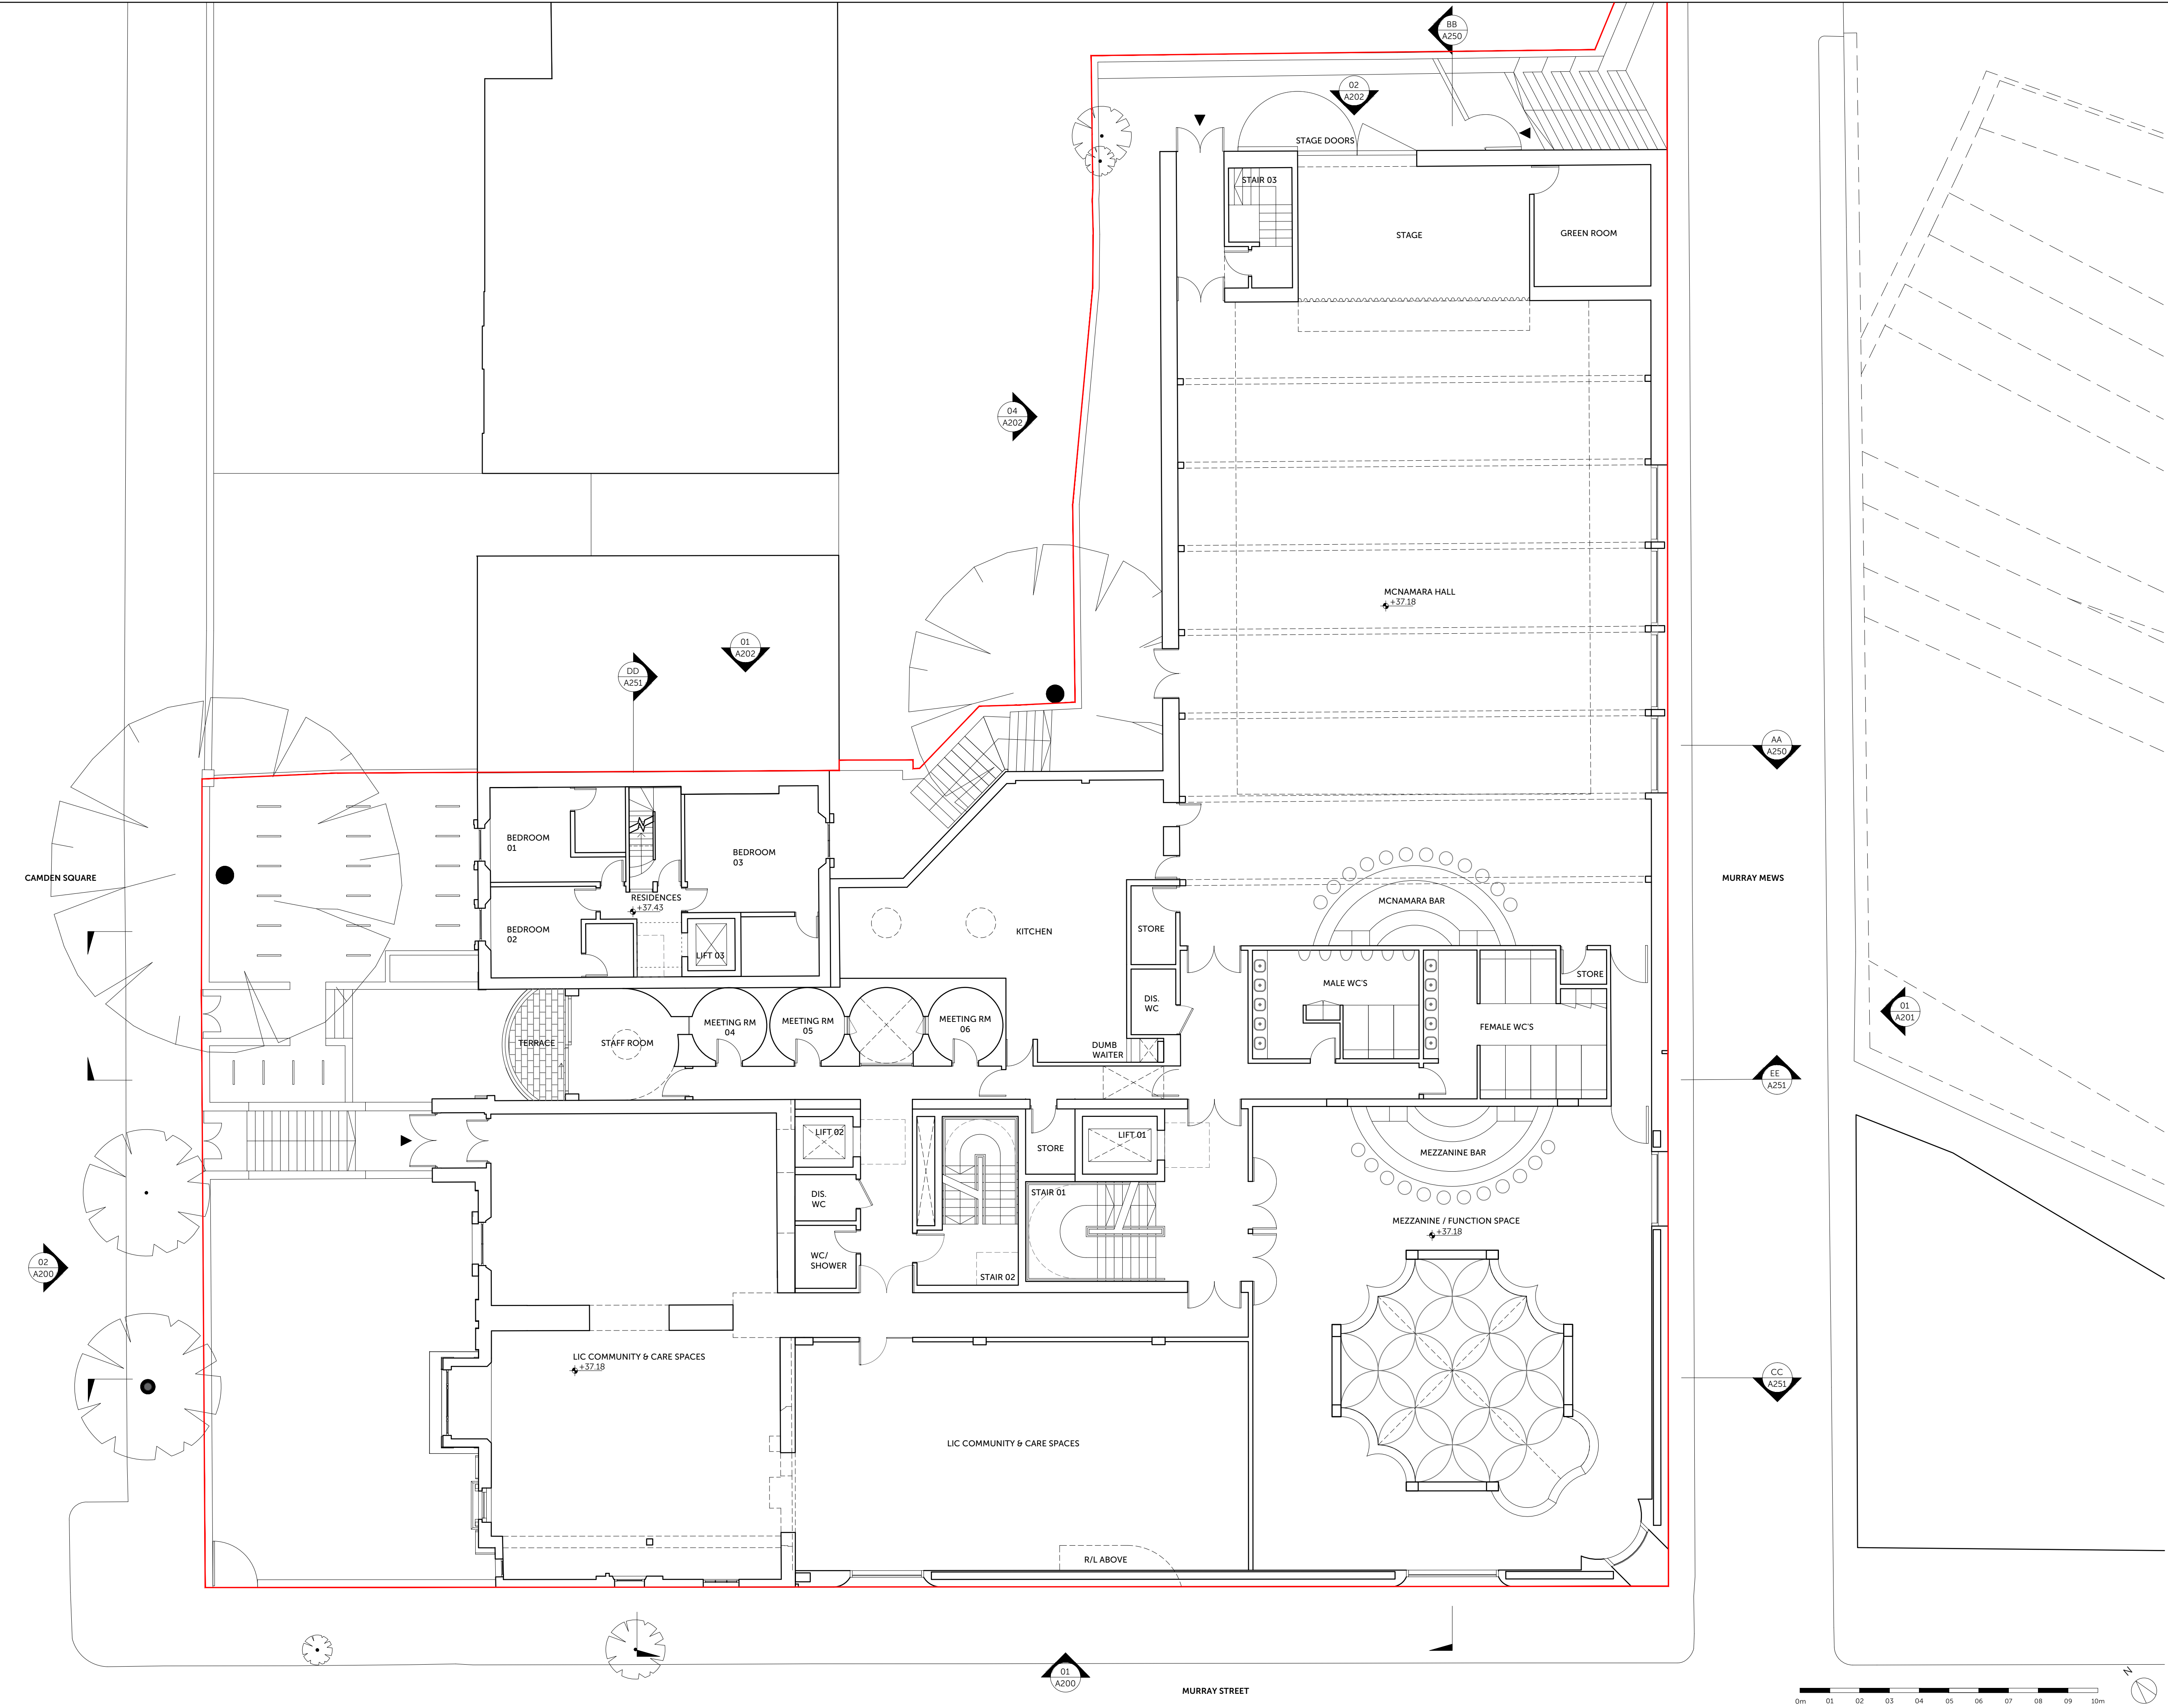 BB
A250
02
A202
STAGE DOORS
STAIR 03
STAGE
GREEN ROOM
04
A202
MCNAMARA HALL
+37.18
01
A202
DD
A251
AA
A250
BEDROOM
01
BEDROOM
03
CAMDEN SQUARE
MURRAY MEWS
RESIDENCES
+37.43
MCNAMARA BAR
BEDROOM
02
KITCHEN
STORE
LIFT 03
STORE
MALE WC'S
DIS.
WC
01
A201
MEETING RM
04
MEETING RM
05
MEETING RM
06
FEMALE WC'S
TERRACE
STAFF ROOM
DUMB
WAITER
EE
A251
LIFT 02
LIFT 01
STORE
MEZZANINE BAR
DIS.
WC
STAIR 01
MEZZANINE / FUNCTION SPACE
+37.18
WC/
SHOWER
STAIR 02
02
A200
LIC COMMUNITY & CARE SPACES
+37.18
CC
A251
LIC COMMUNITY & CARE SPACES
R/L ABOVE
01
A200
MURRAY STREET
N
0m 01 02 03 04 05 06 07 08 09 10m